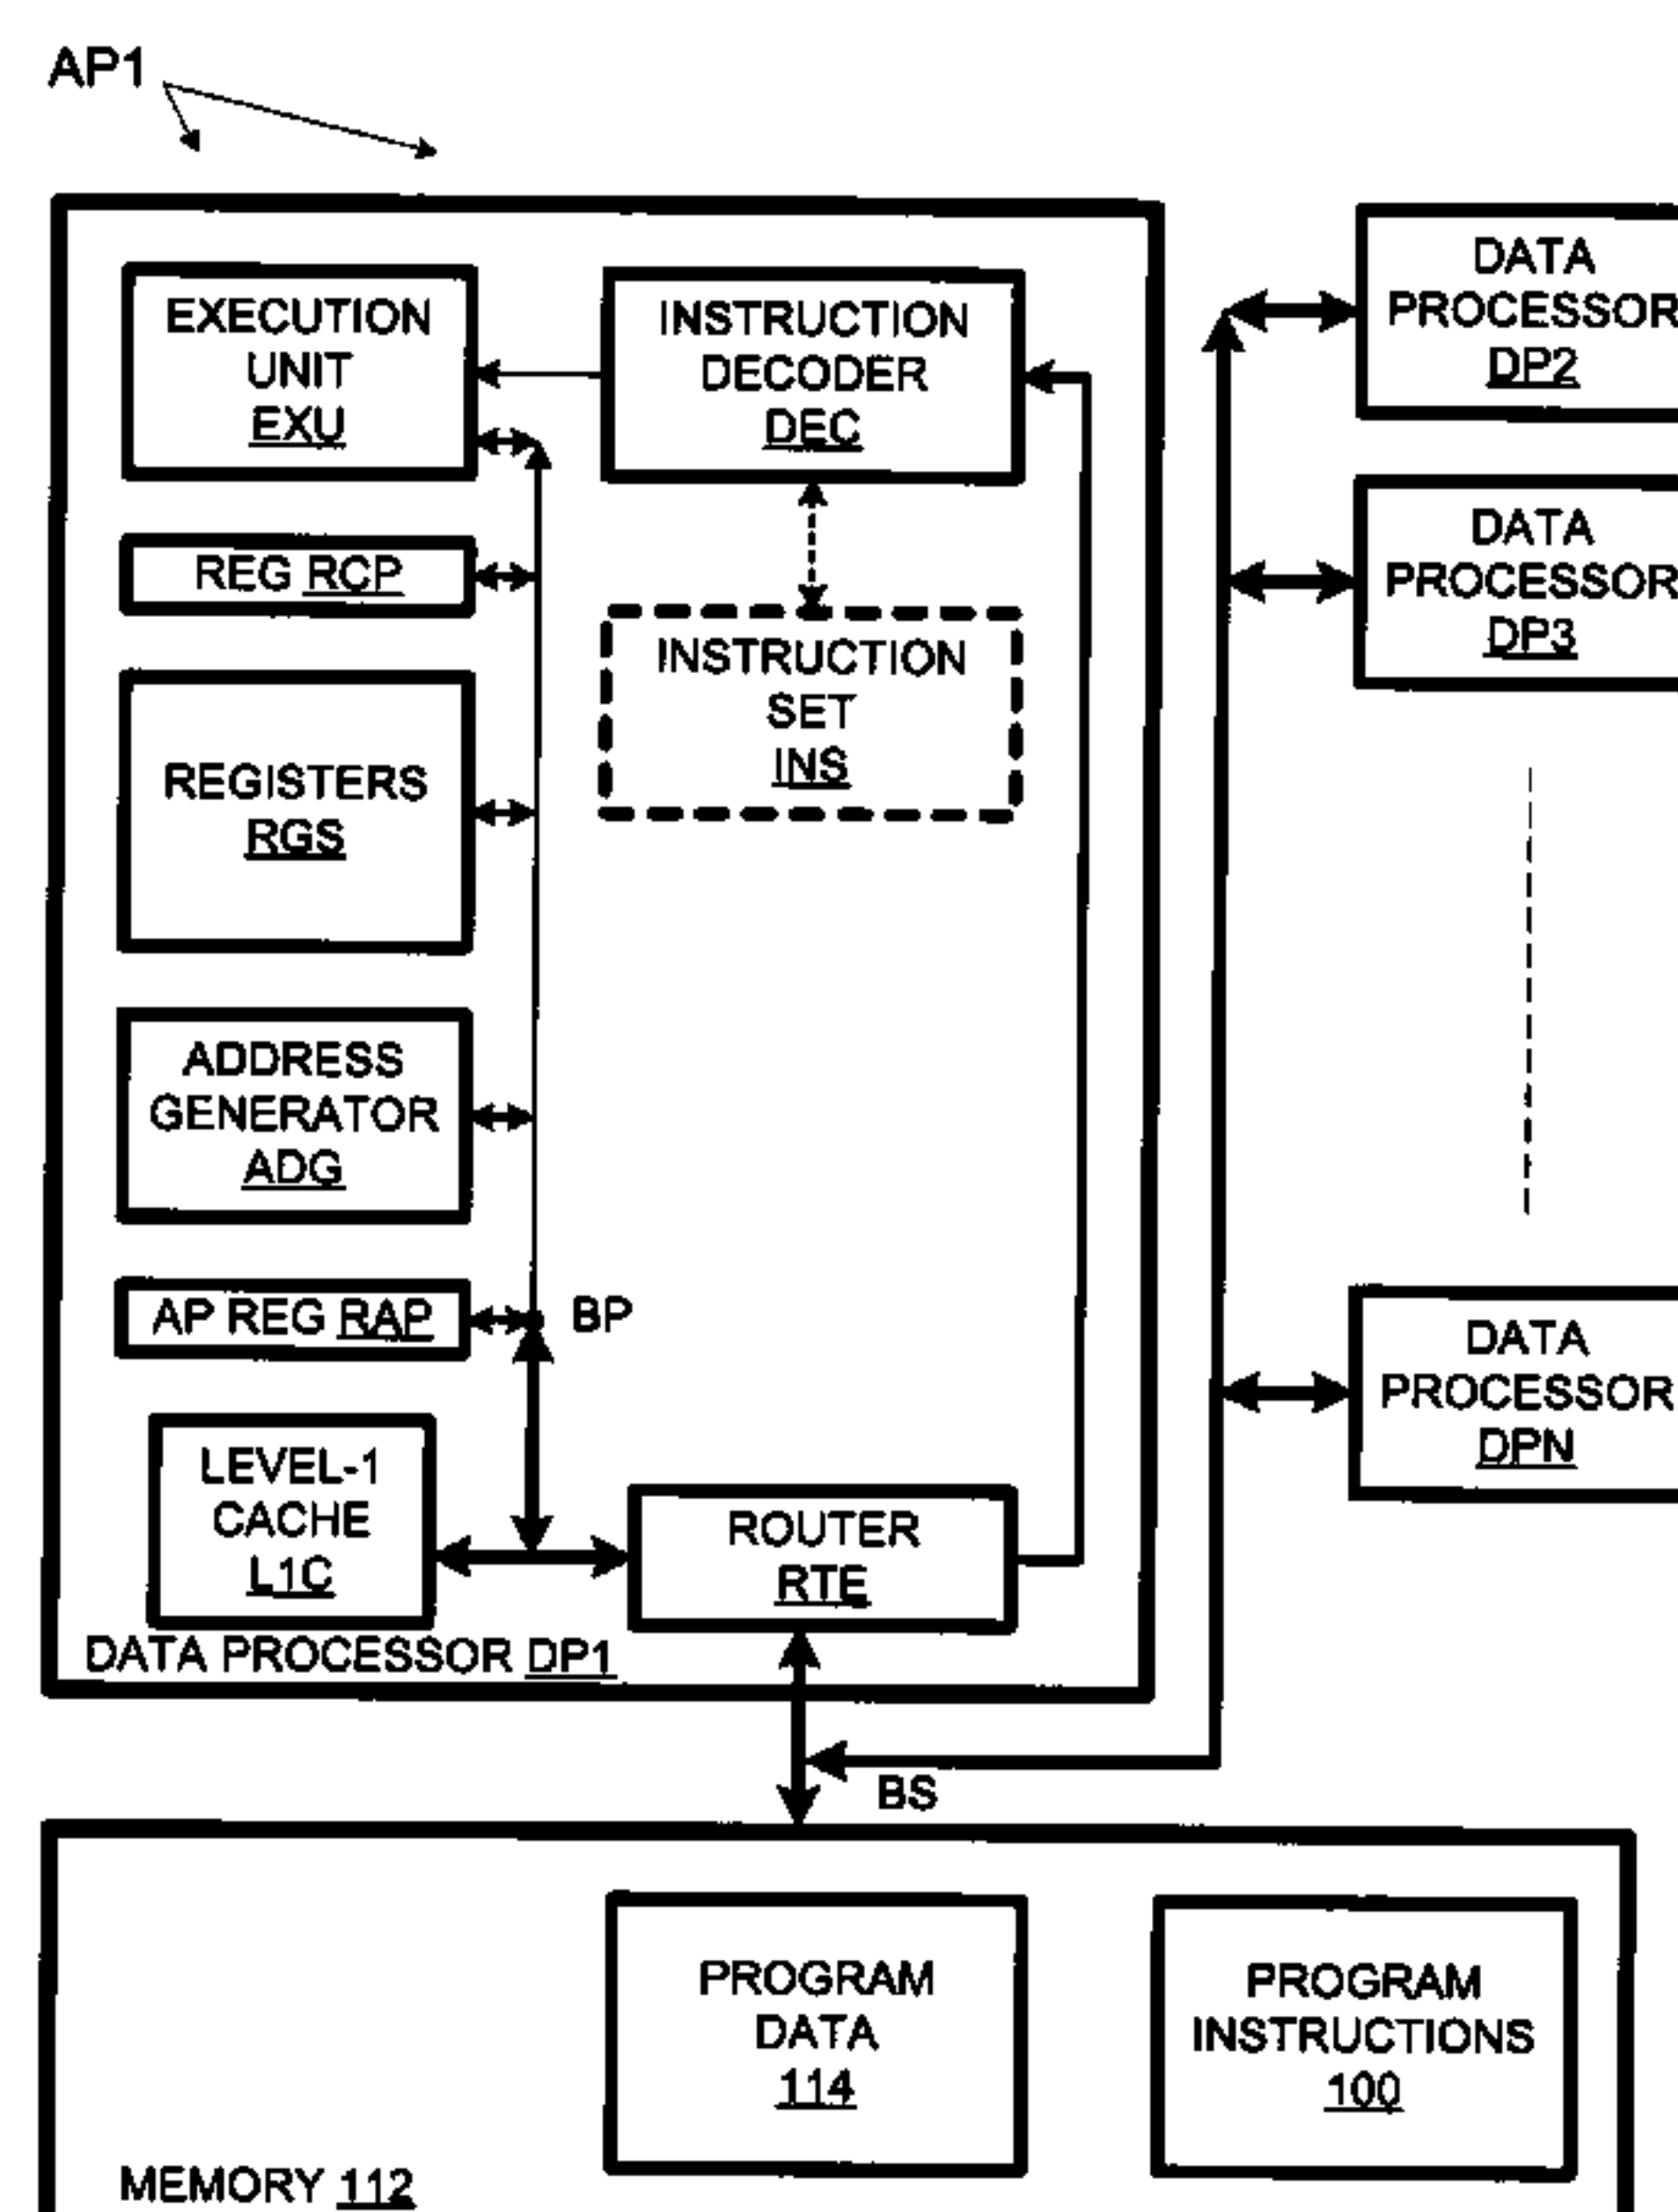 AP1
EXECUTION
UNIT
EXU
INSTRUCTION
DECODER
DEC
REG RCP
INSTRUCTION
SET
INS
REGISTERS
RGS
ADDRESS
GENERATOR
ADG
AP REG RAP
BP
LEVEL-1
CACHE
L1C
ROUTER
RTE
DATA PROCESSOR DP1
DATA
PROCESSOR
DP2
DATA
PROCESSOR
DP3
DATA
PROCESSOR
DPN
BS
PROGRAM
DATA
114
PROGRAM
INSTRUCTIONS
100
MEMORY 112